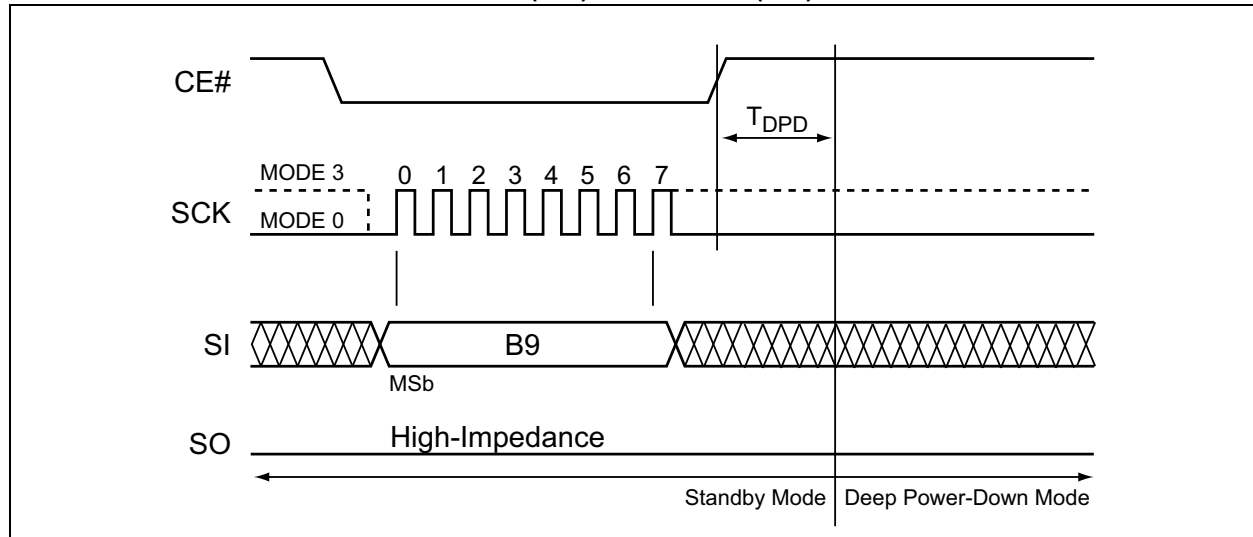 CE#
T_DPD
MODE 3
0 1 2 3 4 5 6 7
SCK
MODE 0
SI
B9
MSb
SO
High-Impedance
Standby Mode
Deep Power-Down Mode